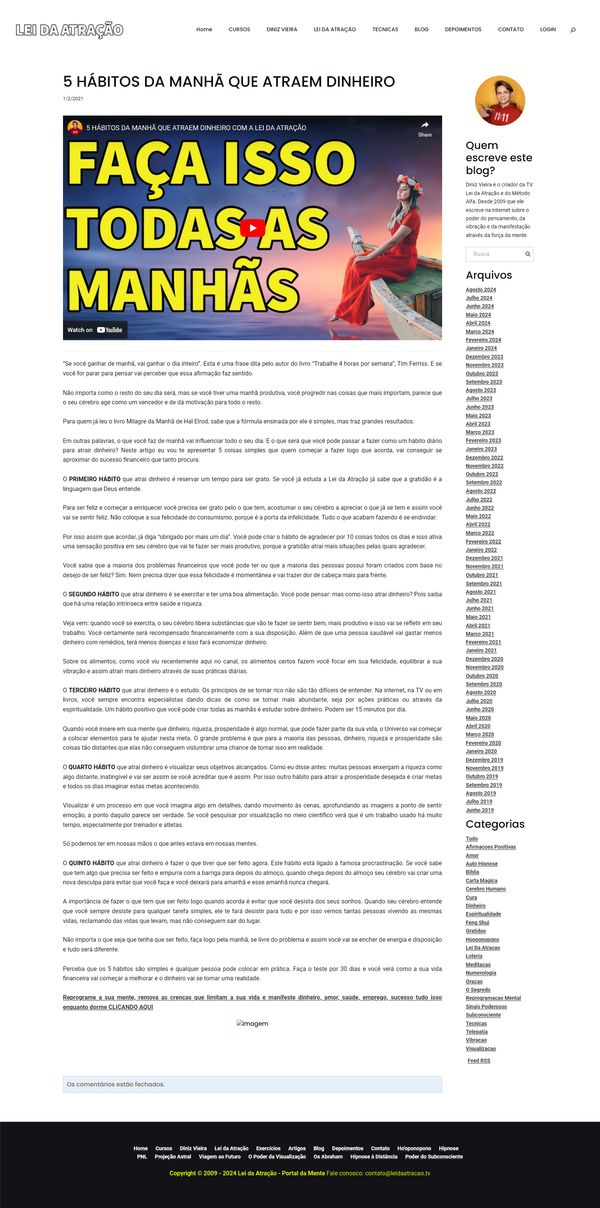 LEI DA ATRAÇÃO
Home CURSOS DINIZ VIEIRA LEI DA ATRAÇÃO TECNICAS BLOG DEPOIMENTOS CONTATO LOGIN
5 HÁBITOS DA MANHÃ QUE ATRAEM DINHEIRO
1/2/2021
5 HÁBITOS DA MANHÃ QUE ATRAEM DINHEIRO COM A LEI DA ATRAÇÃO
Share
FAÇA ISSO
TODAS AS
MANHÃS
Watch on YouTube
"Se você ganhar de manhã, vai ganhar o dia inteiro". Esta é uma frase dita pelo autor do livro "Trabalhe 4 horas por semana", Tim Ferriss. E se
você for parar para pensar vai perceber que essa afirmação faz sentido.
Não importa como o resto do seu dia será, mas se você tiver uma manhã produtiva, você progredir nas coisas que mais importam, parece que
o seu cérebro age como um vencedor e de dá motivação para todo o resto.
Para quem já leu o livro Milagre da Manhã de Hal Elrod, sabe que a fórmula ensinada por ele é simples, mas traz grandes resultados.
Em outras palavras, o que você faz de manhã vai influenciar todo o seu dia. E o que será que você pode passar a fazer como um hábito diário
para atrair dinheiro? Neste artigo eu vou te apresentar 5 coisas simples que quem começar a fazer logo que acorda, vai conseguir se
aproximar do sucesso financeiro que tanto procura.
O PRIMEIRO HÁBITO que atrai dinheiro é reservar um tempo para ser grato. Se você já estuda a Lei da Atração já sabe que a gratidão é a
linguagem que Deus entende.
Para ser feliz e começar a enriquecer você precisa ser grato pelo o que tem, acostumar o seu cérebro a apreciar o que já se tem e assim você
vai se sentir feliz. Não coloque a sua felicidade do consumismo, porque é a porta da infelicidade. Tudo o que acabam fazendo é se endividar.
Por isso assim que acordar, já diga "obrigado por mais um dia". Você pode criar o hábito de agradecer por 10 coisas todos os dias e isso ativa
uma sensação positiva em seu cérebro que vai te fazer ser mais produtivo, porque a gratidão atrai mais situações pelas quais agradecer.
Você sabia que a maioria dos problemas financeiros que você pode ter ou que a maioria das pessoas possui foram criados com base no
desejo de ser feliz? Sim. Nem precisa dizer que essa felicidade é momentânea e vai trazer dor de cabeça mais para frente.
O SEGUNDO HÁBITO que atrai dinheiro é se exercitar e ter uma boa alimentação. Você pode pensar: mas como isso atrai dinheiro? Pois saiba
que há uma relação intrínseca entre saúde e riqueza.
Veja bem: quando você se exercita, o seu cérebro libera substâncias que vão te fazer se sentir bem, mais produtivo e isso vai se refletir em seu
trabalho. Você certamente será recompensado financeiramente com a sua disposição. Além de que uma pessoa saudável vai gastar menos
dinheiro com remédios, terá menos doenças e isso fará economizar dinheiro.
Sobre os alimentos, como você viu recentemente aqui no canal, os alimentos certos fazem você focar em sua felicidade, equilibrar a sua
vibração e assim atrair mais dinheiro através de suas práticas diárias.
O TERCEIRO HÁBITO que atrai dinheiro é o estudo. Os princípios de se tornar rico não são tão difíceis de entender. Na internet, na TV ou em
livros, você sempre encontra especialistas dando dicas de como se tornar mais abundante, seja por ações práticas ou através da
espiritualidade. Um hábito positivo que você pode criar todas as manhãs é estudar sobre dinheiro. Podem ser 15 minutos por dia.
Quando você insere em sua mente que dinheiro, riqueza, prosperidade é algo normal, que pode fazer parte da sua vida, o Universo vai começar
a colocar elementos para te ajudar nesta meta. O grande problema é que para a maioria das pessoas, dinheiro, riqueza e prosperidade são
coisas tão distantes que elas não conseguem vislumbrar uma chance de tornar isso em realidade.
O QUARTO HÁBITO que atrai dinheiro é visualizar seus objetivos alcançados. Como eu disse antes: muitas pessoas enxergam a riqueza como
algo distante, inatingível e vai ser assim se você acreditar que é assim. Por isso outro hábito para atrair a prosperidade desejada é criar metas
e todos os dias imaginar estas metas acontecendo.
Visualizar é um processo em que você imagina algo em detalhes, dando movimento às cenas, aprofundando as imagens a ponto de sentir
emoção, a ponto daquilo parece ser verdade. Se você pesquisar por visualização no meio científico verá que é um trabalho usado há muito
tempo, especialmente por treinador e atletas.
Só podemos ter em nossas mãos o que antes estava em nossas mentes.
O QUINTO HÁBITO que atrai dinheiro é fazer o que tiver que ser feito agora. Este hábito está ligado à famosa procrastinação. Se você sabe
que tem algo que precisa ser feito e empurra com a barriga para depois do almoço, quando chega depois do almoço seu cérebro vai criar uma
nova desculpa para evitar que você faça e você deixará para amanhã e esse amanhã nunca chegará.
A importância de fazer o que tem que ser feito logo quando acorda é evitar que você desista dos seus sonhos. Quando seu cérebro entende
que você sempre desiste para qualquer tarefa simples, ele te fará desistir para tudo e por isso vemos tantas pessoas vivendo as mesmas
vidas, reclamando das vidas que levam, mas não conseguem sair do lugar.
Não importa o que seja que tenha que ser feito, faça logo pela manhã, se livre do problema e assim você vai se encher de energia e disposição
e tudo será diferente.
Perceba que os 5 hábitos são simples e qualquer pessoa pode colocar em prática. Faça o teste por 30 dias e você verá como a sua vida
financeira vai começar a melhorar e o dinheiro vai se tornar uma realidade.
Reprograme a sua mente, remova as crenças que limitam a sua vida e manifeste dinheiro, amor, saúde, emprego, sucesso tudo isso
enquanto dorme CLICANDO AQUI
Imagem
Os comentários estão fechados.
11:11
Quem
escreve este
blog?
Diniz Vieira é o criador da TV
Lei da Atração e do Método
Alfa. Desde 2009 que ele
escreve na internet sobre o
poder do pensamento, da
vibração e da manifestação
através da força da mente.
Busca
Arquivos
Agosto 2024
Julho 2024
Junho 2024
Maio 2024
Abril 2024
Março 2024
Fevereiro 2024
Janeiro 2024
Dezembro 2023
Novembro 2023
Outubro 2023
Setembro 2023
Agosto 2023
Julho 2023
Junho 2023
Maio 2023
Abril 2023
Março 2023
Fevereiro 2023
Janeiro 2023
Dezembro 2022
Novembro 2022
Outubro 2022
Setembro 2022
Agosto 2022
Julho 2022
Junho 2022
Maio 2022
Abril 2022
Março 2022
Fevereiro 2022
Janeiro 2022
Dezembro 2021
Novembro 2021
Outubro 2021
Setembro 2021
Agosto 2021
Julho 2021
Junho 2021
Maio 2021
Abril 2021
Março 2021
Fevereiro 2021
Janeiro 2021
Dezembro 2020
Novembro 2020
Outubro 2020
Setembro 2020
Agosto 2020
Julho 2020
Junho 2020
Maio 2020
Abril 2020
Março 2020
Fevereiro 2020
Janeiro 2020
Dezembro 2019
Novembro 2019
Outubro 2019
Setembro 2019
Agosto 2019
Julho 2019
Junho 2019
Categorias
Tudo
Afirmacoes Positivas
Amor
Auto Hipnose
Biblia
Carta Magica
Cerebro Humano
Cura
Dinheiro
Espiritualidade
Feng Shui
Gratidao
Hooponopono
Lei Da Atracao
Loteria
Meditacao
Numerologia
Oracao
O Segredo
Reprogramacao Mental
Sinais Poderosos
Subconsciente
Tecnicas
Telepatia
Vibracao
Visualizacao
Feed RSS
Home Cursos Diniz Vieira Lei da Atração Exercícios Artigos Blog Depoimentos Contato Ho'oponopono Hipnose
PNL Projeção Astral Viagem ao Futuro O Poder da Visualização Os Abraham Hipnose à Distância Poder do Subconsciente
Copyright © 2009 - 2024 Lei da Atração - Portal da Mente Fale conosco: contato@leidaatracao.tv